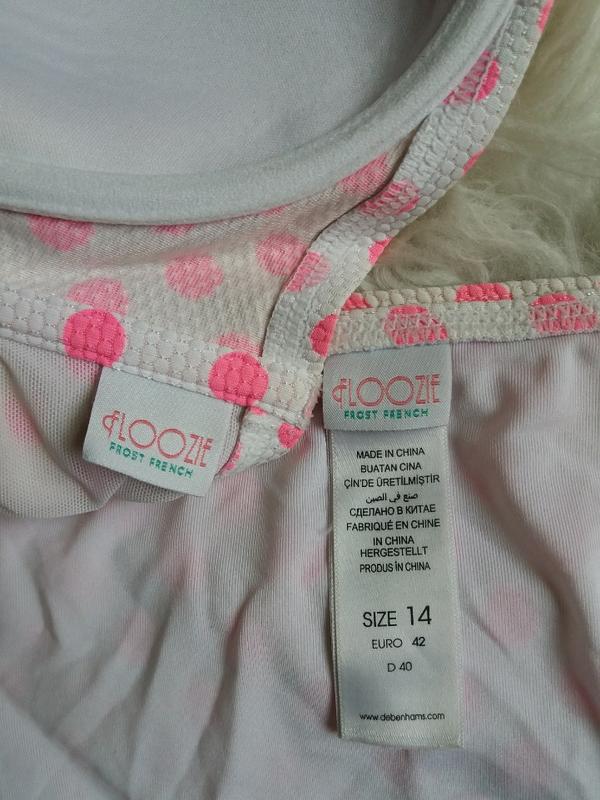 FLOOZIE
FROST FRENCH
FLOOZIE
FROST FRENCH
MADE IN CHINA
BUATAN CINA
ÇİN'DE ÜRETİLMİŞTİR
صنع في الصين
СДЕЛАНО В КИТАЕ
FABRIQUÉ EN CHINE
IN CHINA
HERGESTELLT
PRODUS ÎN CHINA
SIZE 14
EURO 42
D 40
www.debenhams.com